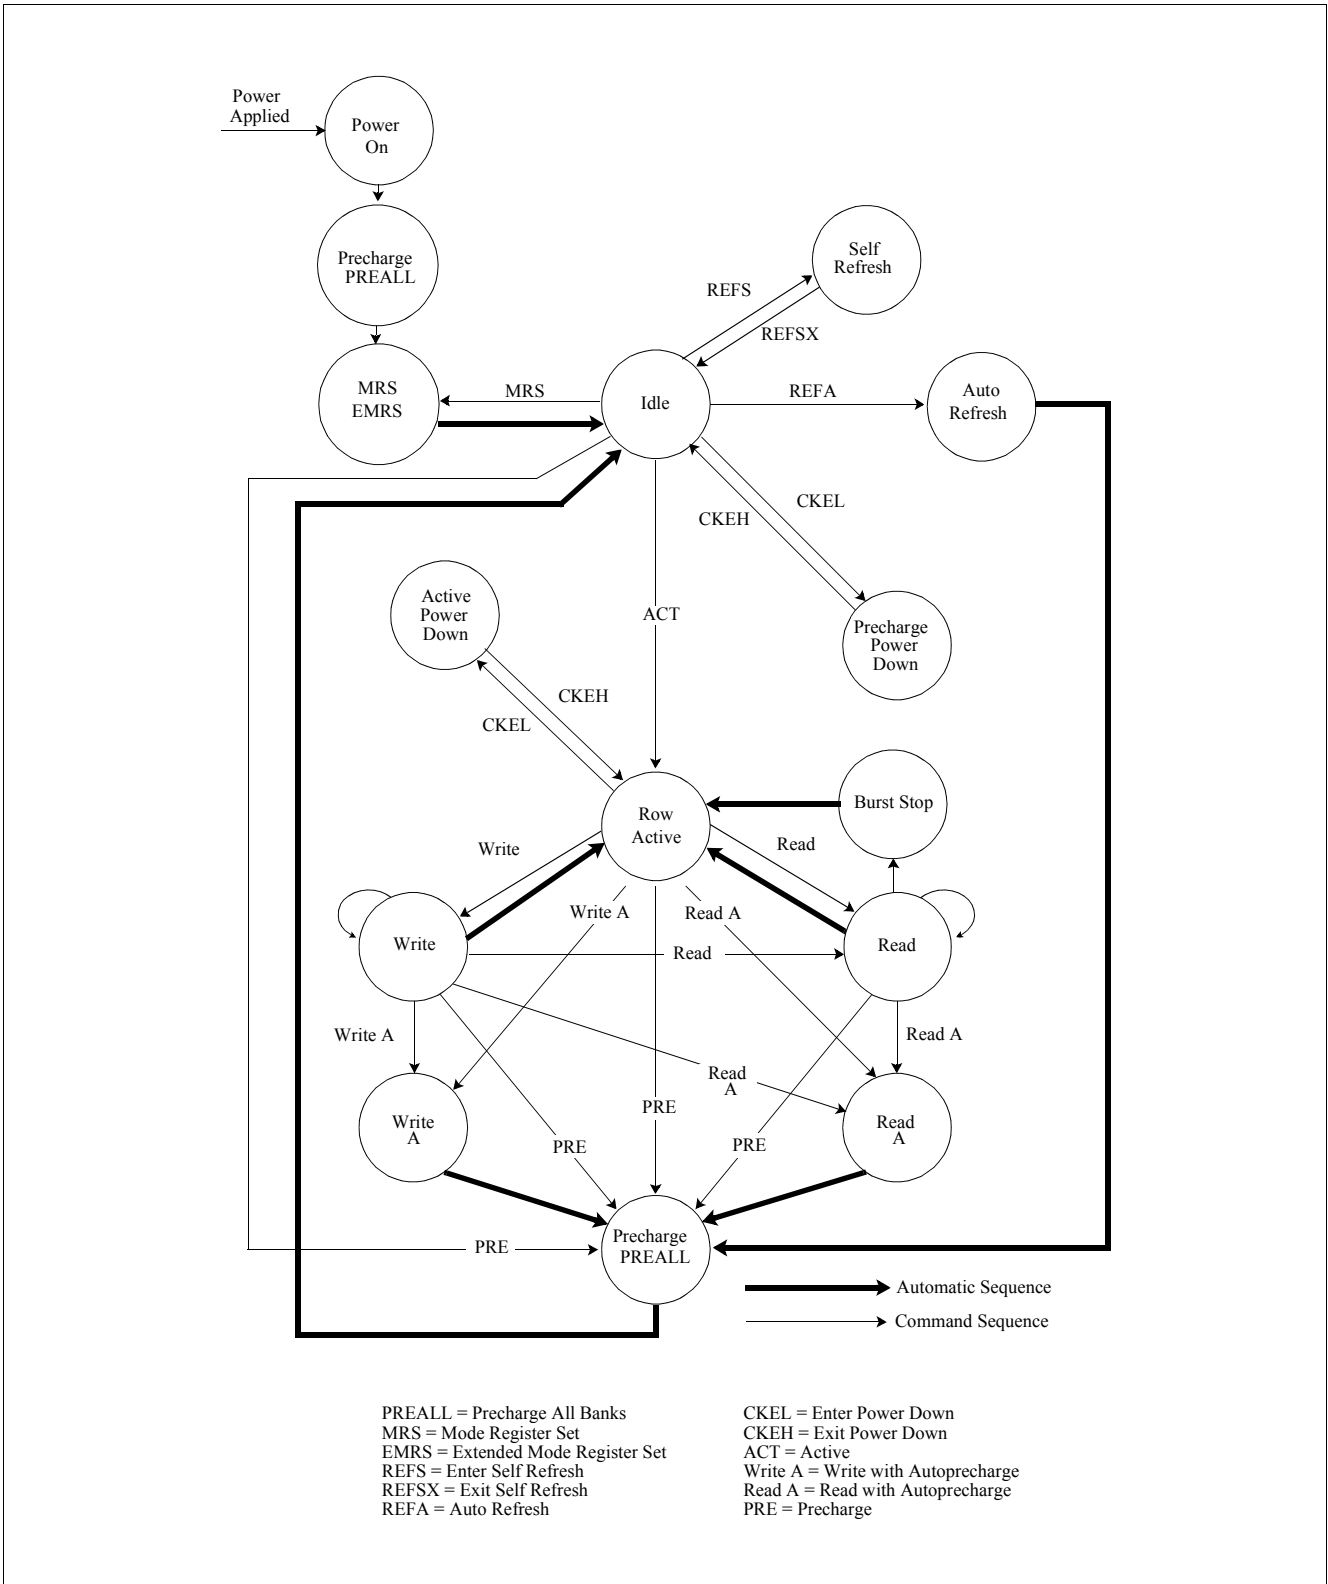 Power
Applied
Power
On
Precharge
PREALL
Self
Refresh
REFS
REFSX
MRS
EMRS
MRS
Idle
REFA
Auto
Refresh
CKEL
CKEH
Active
Power
Down
ACT
Precharge
Power
Down
CKEH
CKEL
Burst Stop
Row
Active
Write
Read
Write A
Read A
Write
Read
Read
Write A
Read A
Read
A
PRE
Write
A
Read
A
PRE
PRE
Precharge
PREALL
PRE
Automatic Sequence
Command Sequence
PREALL = Precharge All Banks
MRS = Mode Register Set
EMRS = Extended Mode Register Set
REFS = Enter Self Refresh
REFSX = Exit Self Refresh
REFA = Auto Refresh
CKEL = Enter Power Down
CKEH = Exit Power Down
ACT = Active
Write A = Write with Autoprecharge
Read A = Read with Autoprecharge
PRE = Precharge